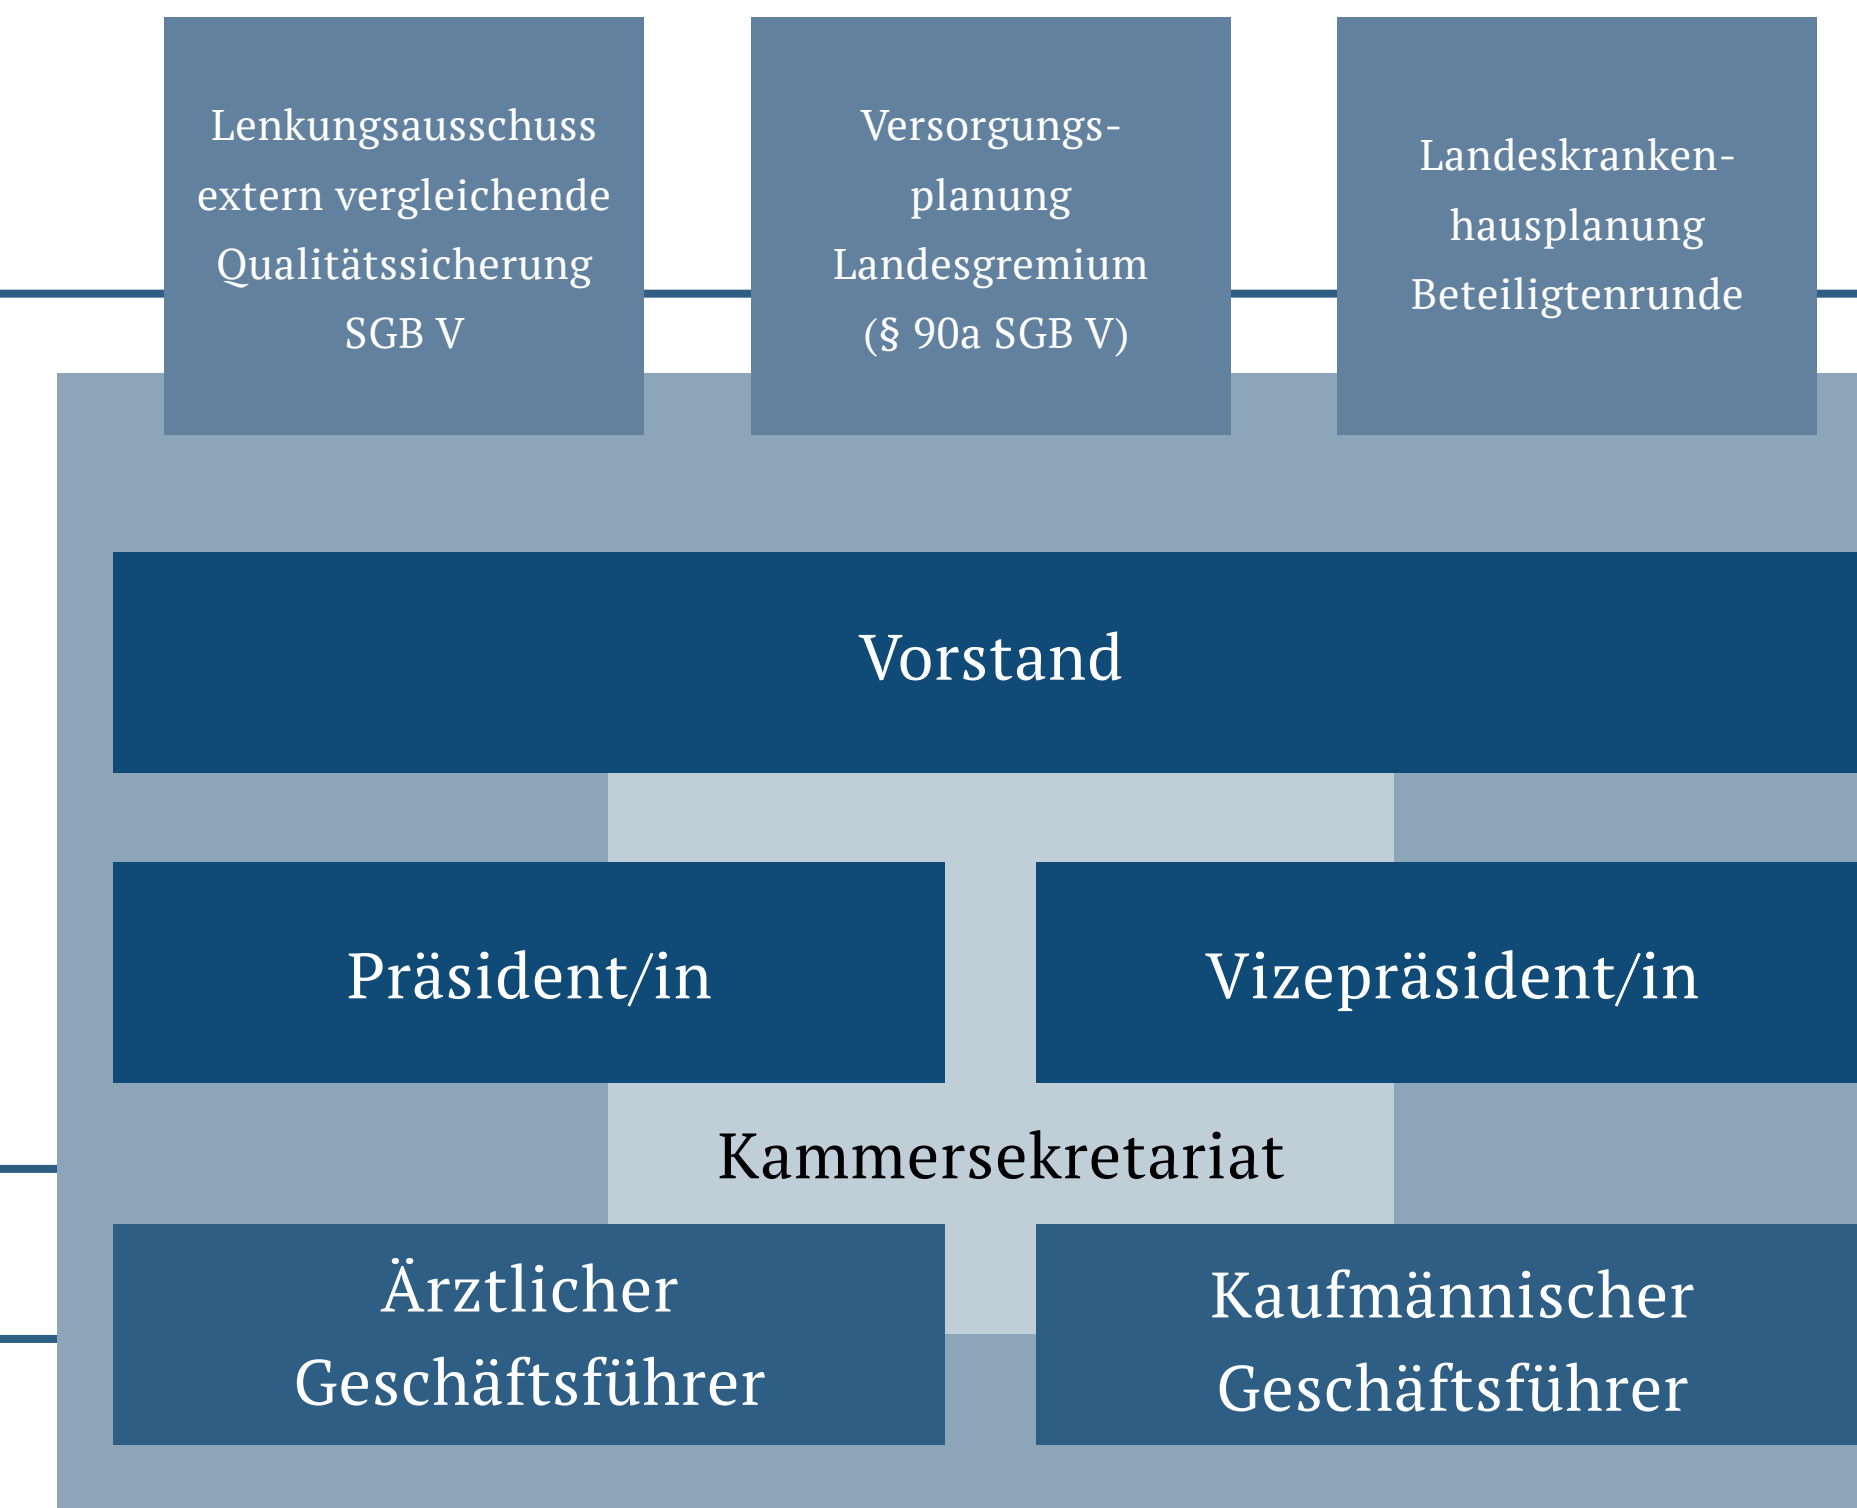 Lenkungsausschuss
extern vergleichende
Qualitätssicherung
SGB V
Versorgungs-
planung
Landesgremium
(§ 90a SGB V)
Landeskranken-
hausplanung
Beteiligtenrunde
Vorstand
Präsident/in
Vizepräsident/in
Kammersekretariat
Ärztlicher
Geschäftsführer
Kaufmännischer
Geschäftsführer